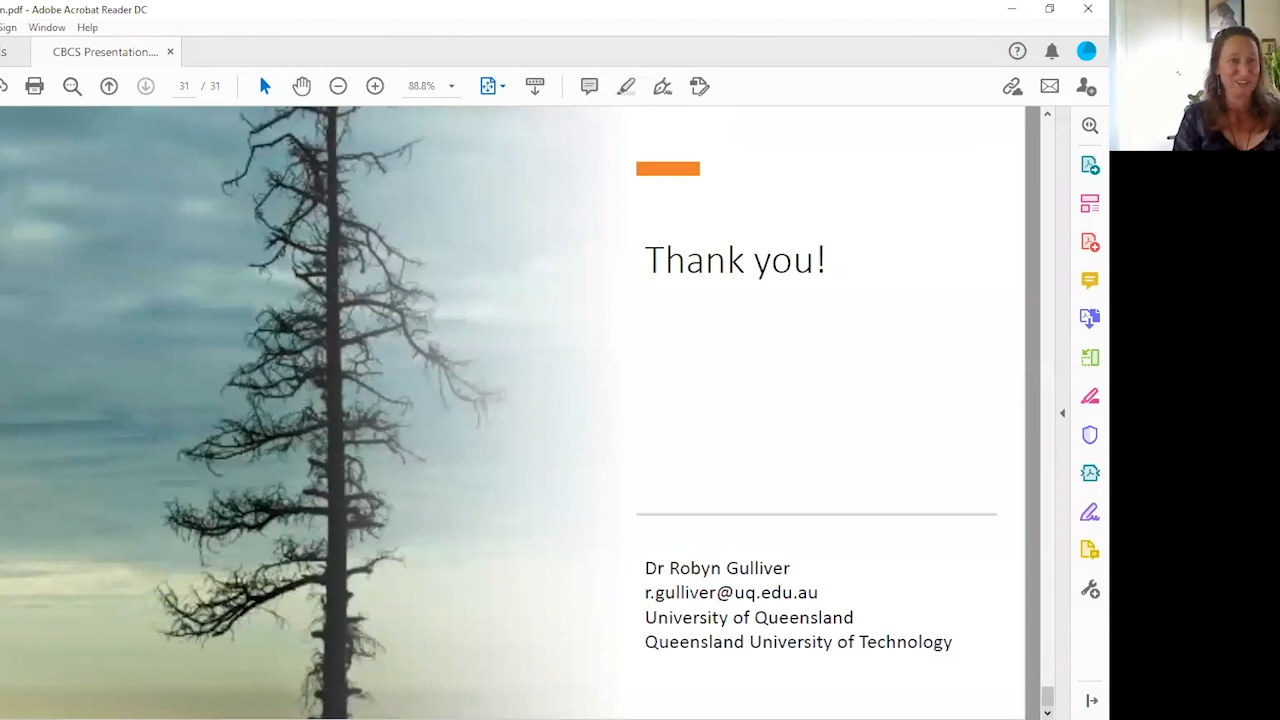 n.pdf - Adobe Acrobat Reader DC
Sign Window Help
ls
CBCS Presentation....
31 / 31
88.8%
Thank you!
Dr Robyn Gulliver
r.gulliver@uq.edu.au
University of Queensland
Queensland University of Technology